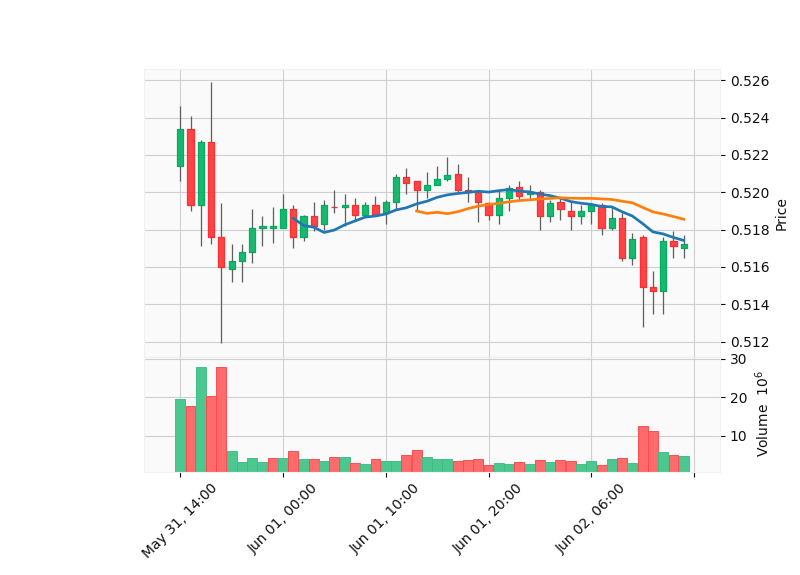 0.526
0.524
0.522
0.520
0.518
0.516
0.514
0.512
Price
30
20
10
Volume 10⁶
May 31, 14:00
Jun 01, 00:00
Jun 01, 10:00
Jun 01, 20:00
Jun 02, 06:00